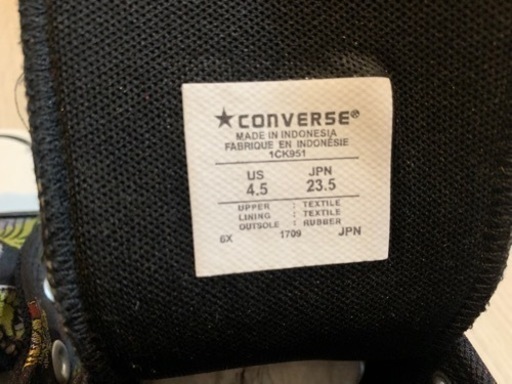 ★CONVERSE®
MADE IN INDONESIA
FABRIQUE EN INDONÉSIE
1CK951
US JPN
4.5 23.5
UPPER : TEXTILE
LINING : TEXTILE
OUTSOLE : RUBBER
6X 1709 JPN